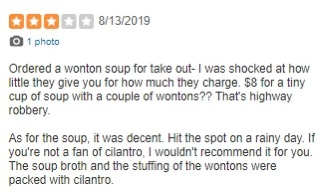 8/13/2019
1 photo
Ordered a wonton soup for take out- I was shocked at how
little they give you for how much they charge. $8 for a tiny
cup of soup with a couple of wontons?? That's highway
robbery.
As for the soup, it was decent. Hit the spot on a rainy day. If
you're not a fan of cilantro, I wouldn't recommend it for you.
The soup broth and the stuffing of the wontons were
packed with cilantro.